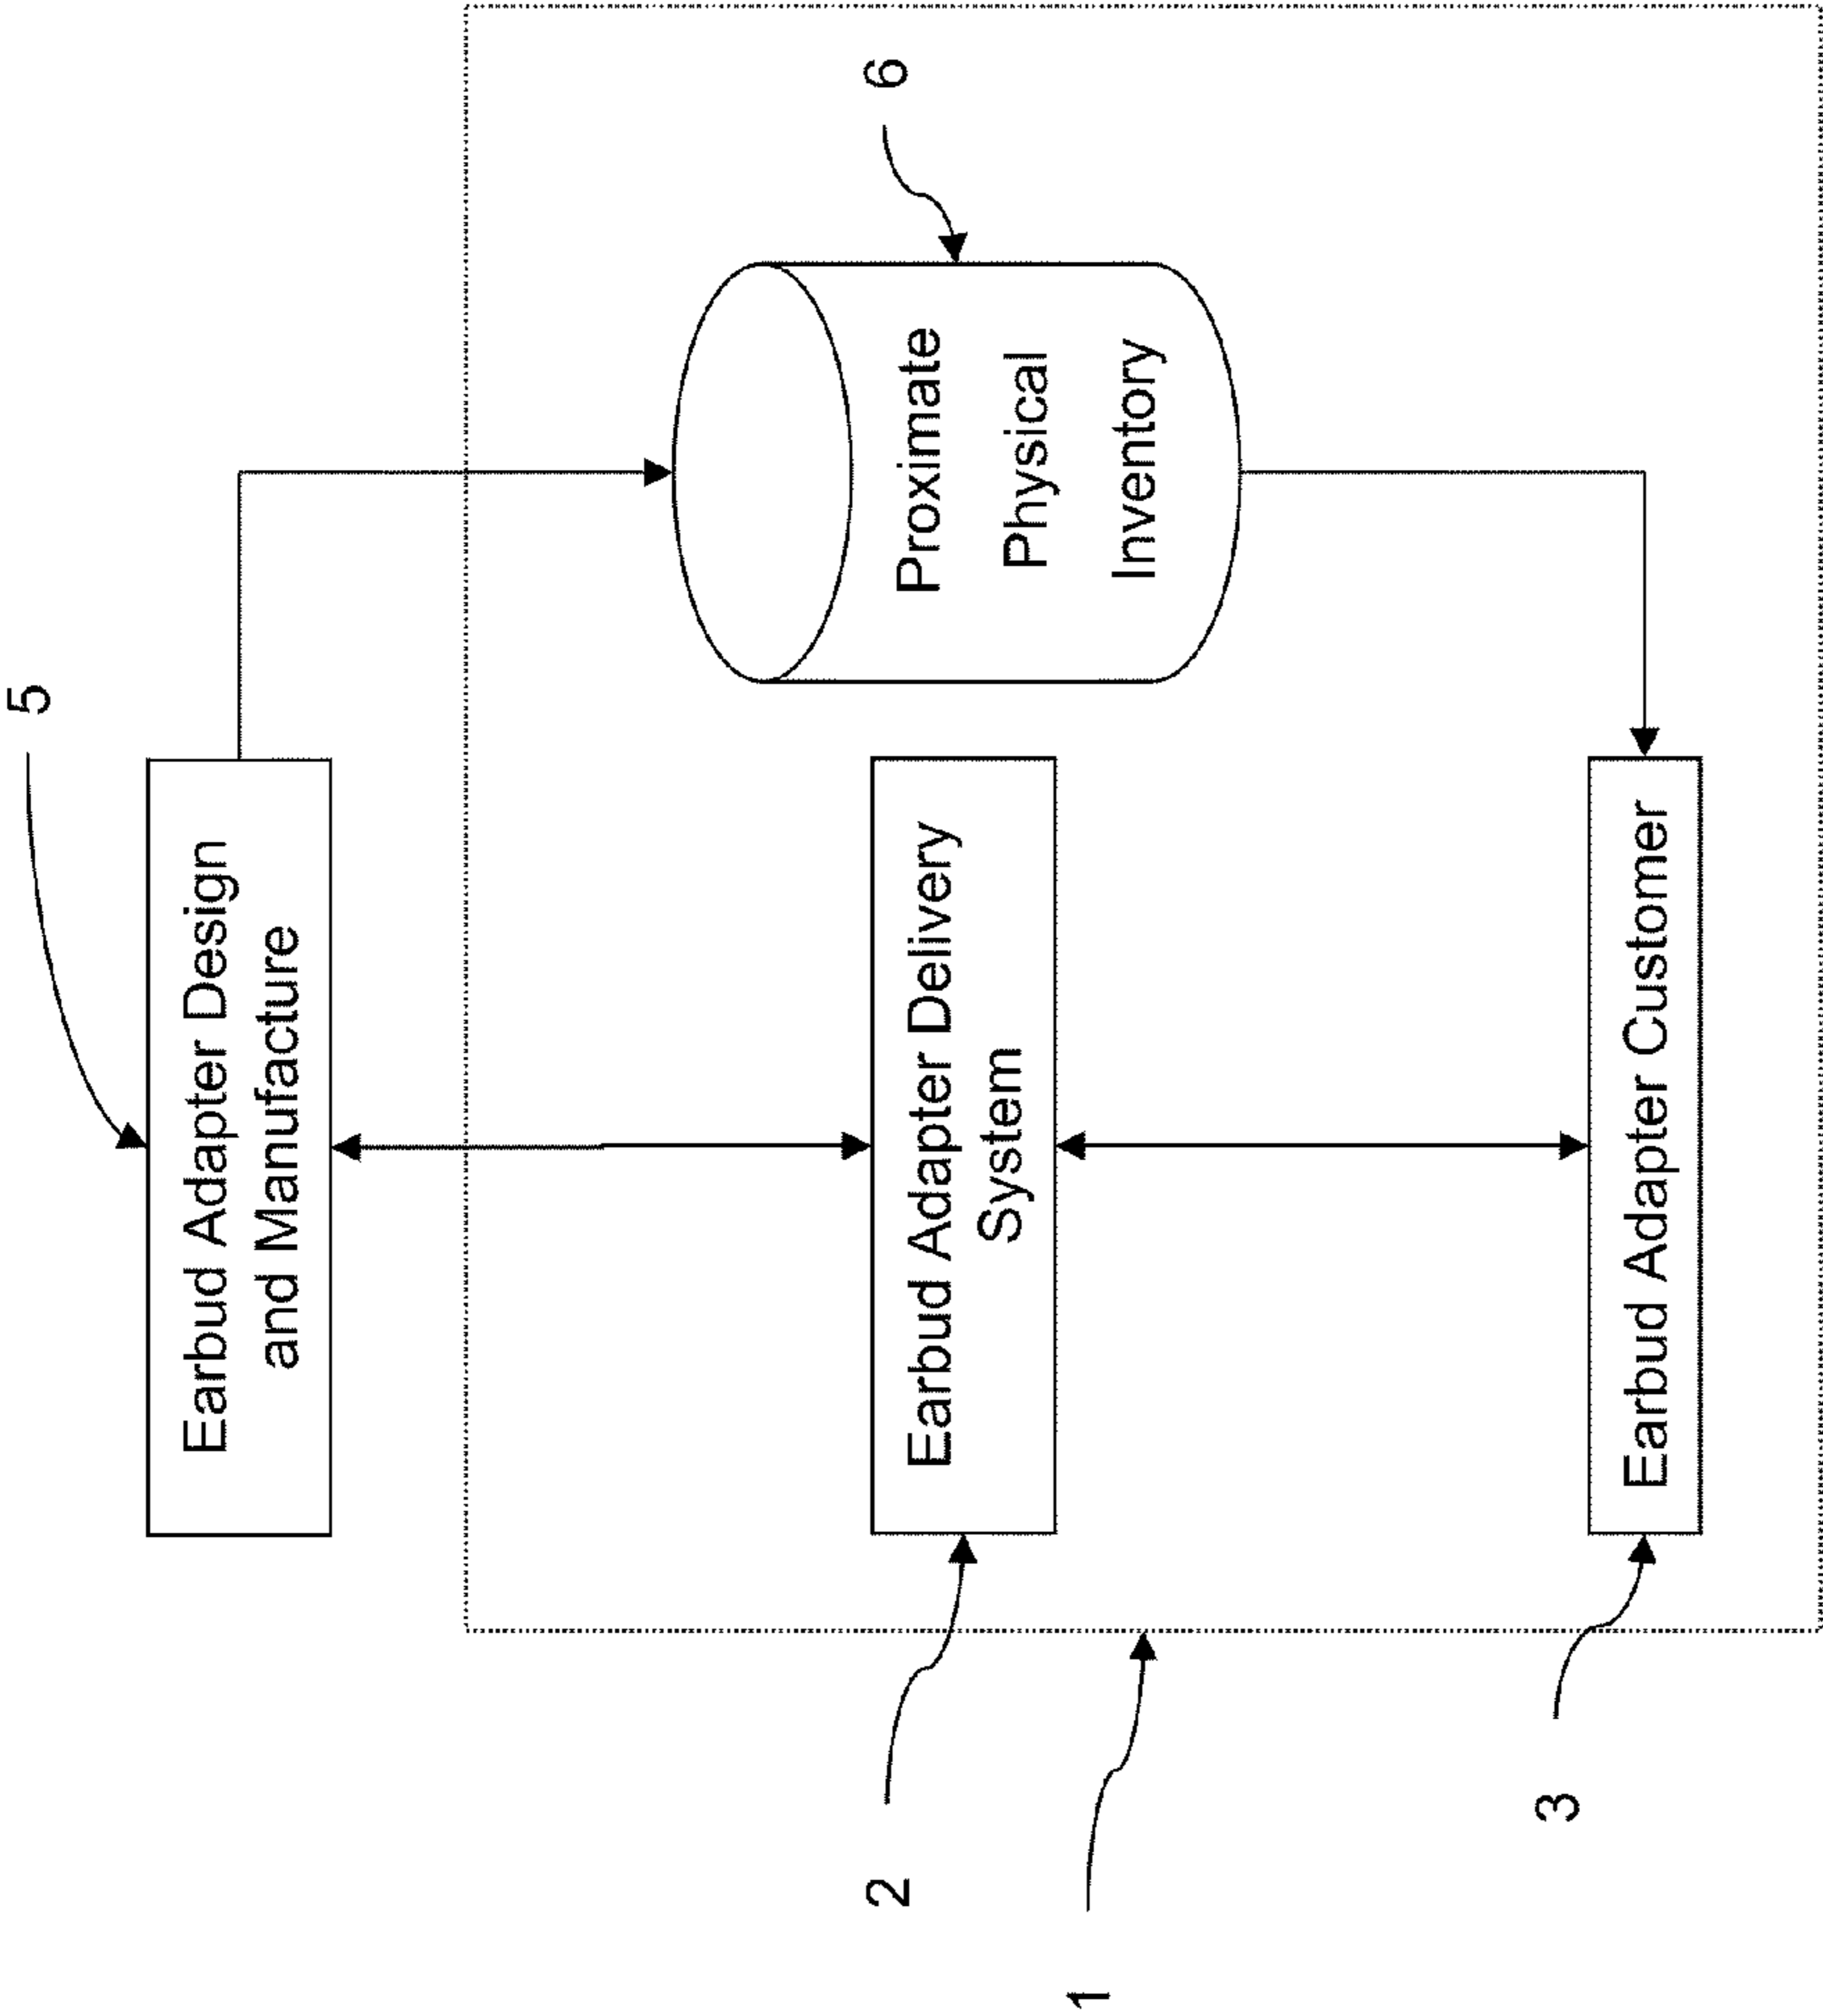 5
Earbud Adapter Design
and Manufacture
6
Proximate
Physical
Inventory
2
Earbud Adapter Delivery
System
1
3
Earbud Adapter Customer